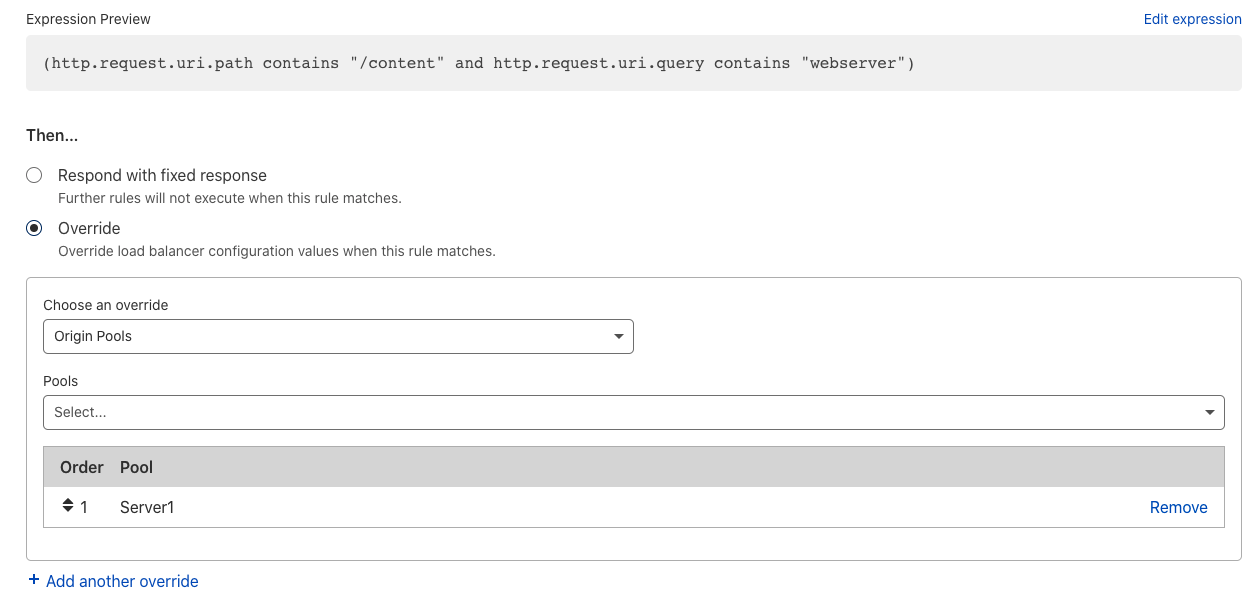 Expression Preview Edit expression
(http.request.uri.path contains "/content" and http.request.uri.query contains "webserver")
Then...
Respond with fixed response
Further rules will not execute when this rule matches.
Override
Override load balancer configuration values when this rule matches.
Choose an override
Origin Pools
Pools
Select...
Order Pool
1 Server1 Remove
+ Add another override